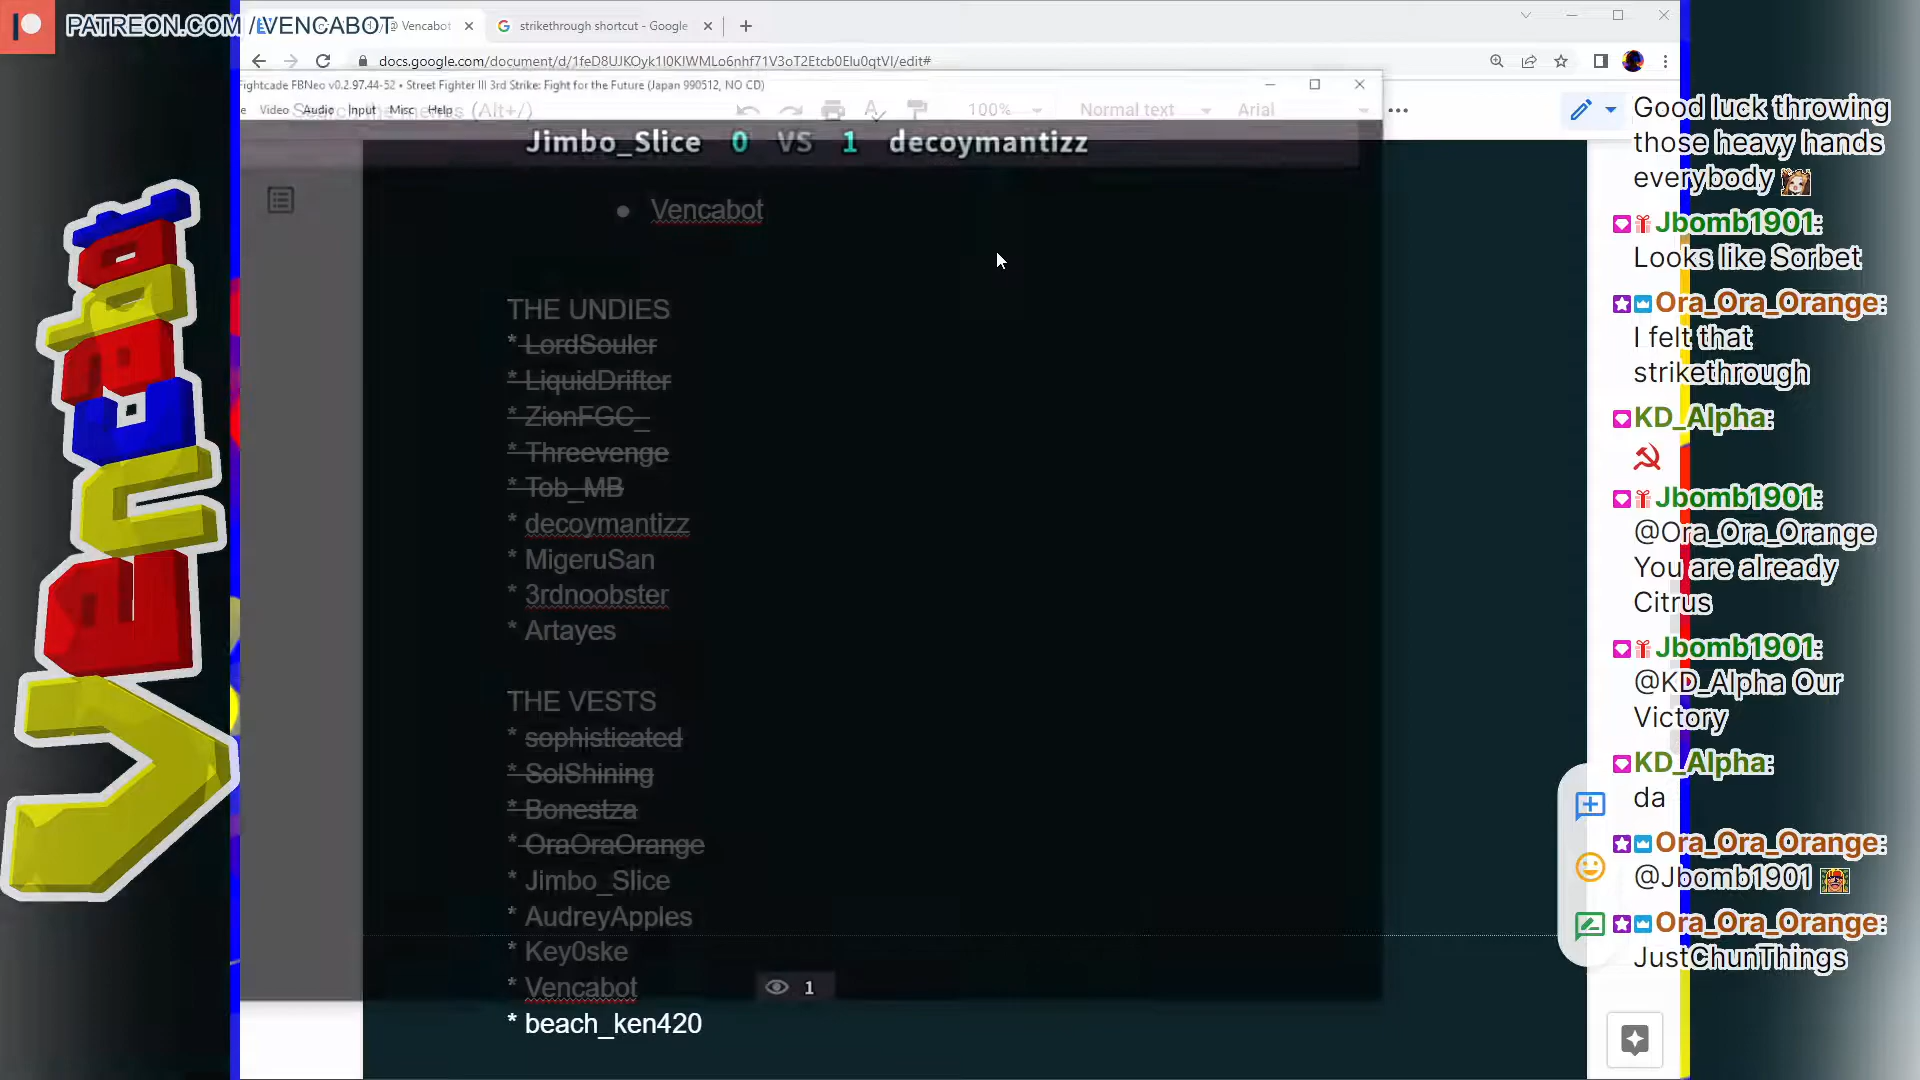 PATREON.COM/VENCABOT
@ Vencabot
strikethrough shortcut - Google
docs.google.com/document/d/1feD8UJKOyk1I0KIWMLo6nhf71V3oT2Etcb0EIu0qtVI/edit#
Fightcade FBNeo v0.2.97.44-52 • Street Fighter III 3rd Strike: Fight for the Future (Japan 990512, NO CD)
Video Audio Input Misc Help
(Alt+/)
100%
Normal text
Arial
Jimbo_Slice 0 VS 1 decoymantizz
● Vencabot
THE UNDIES
* LordSouler
* LiquidDrifter
* ZionFGC_
* Threevenge
* Tob_MB
* decoymantizz
* MigeruSan
* 3rdnoobster
* Artayes
THE VESTS
* sophisticated
* SolShining
* Bonestza
* OraOraOrange
* Jimbo_Slice
* AudreyApples
* Key0ske
* Vencabot
* beach_ken420
1
Vencabot
Good luck throwing
those heavy hands
everybody
Jbomb1901:
Looks like Sorbet
Ora_Ora_Orange:
I felt that
strikethrough
KD_Alpha:
Jbomb1901:
@Ora_Ora_Orange
You are already
Citrus
Jbomb1901:
@KD_Alpha Our
Victory
KD_Alpha:
da
Ora_Ora_Orange:
@Jbomb1901
Ora_Ora_Orange:
JustChunThings